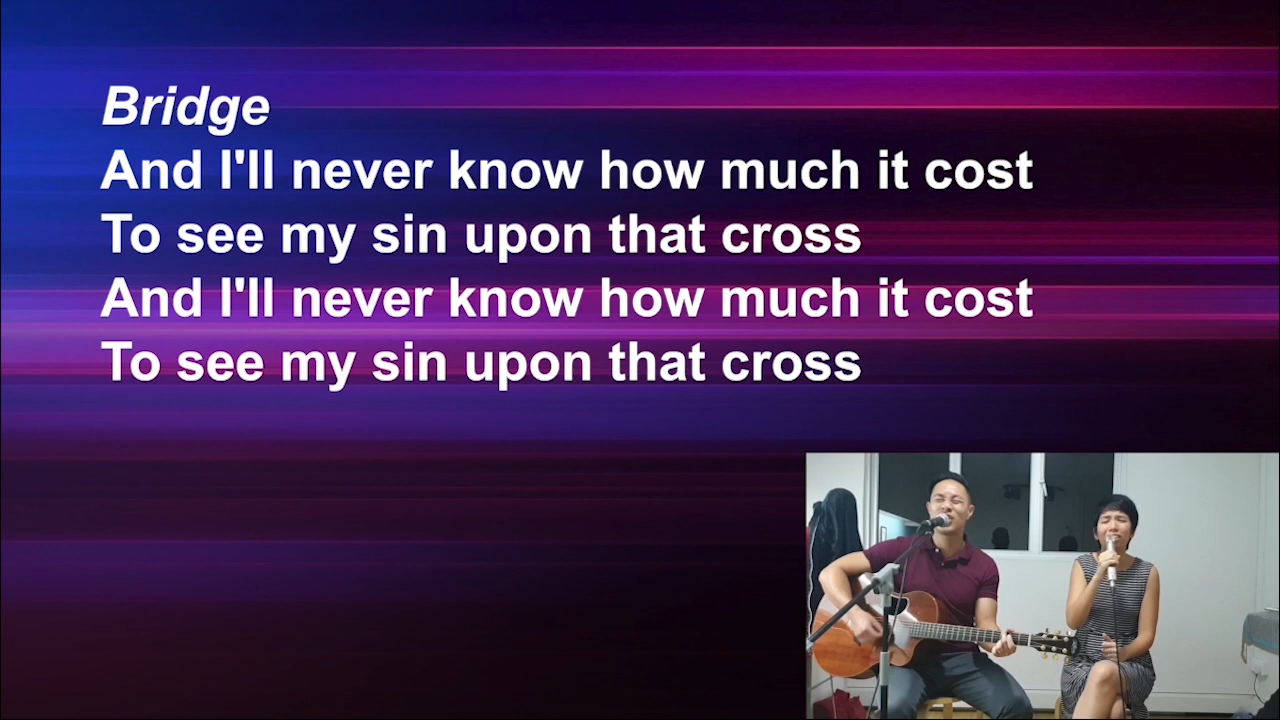 Bridge
And I'll never know how much it cost
To see my sin upon that cross
And I'll never know how much it cost
To see my sin upon that cross